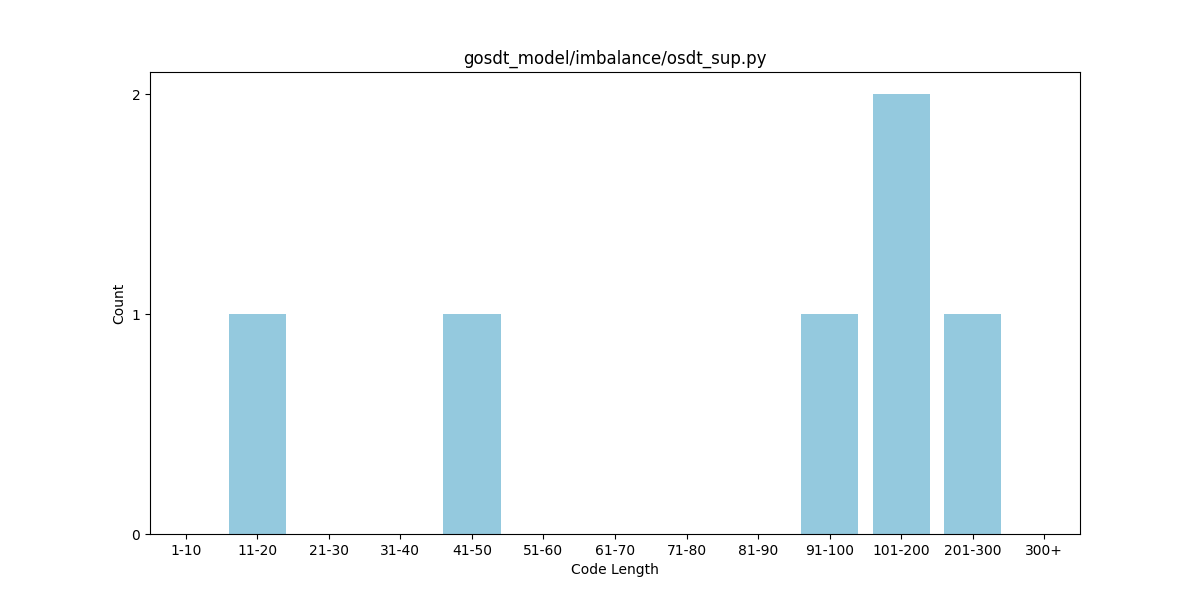 gosdt_model/imbalance/osdt_sup.py
2
1
0
Count
1-10 11-20 21-30 31-40 41-50 51-60 61-70 71-80 81-90 91-100 101-200 201-300 300+
Code Length